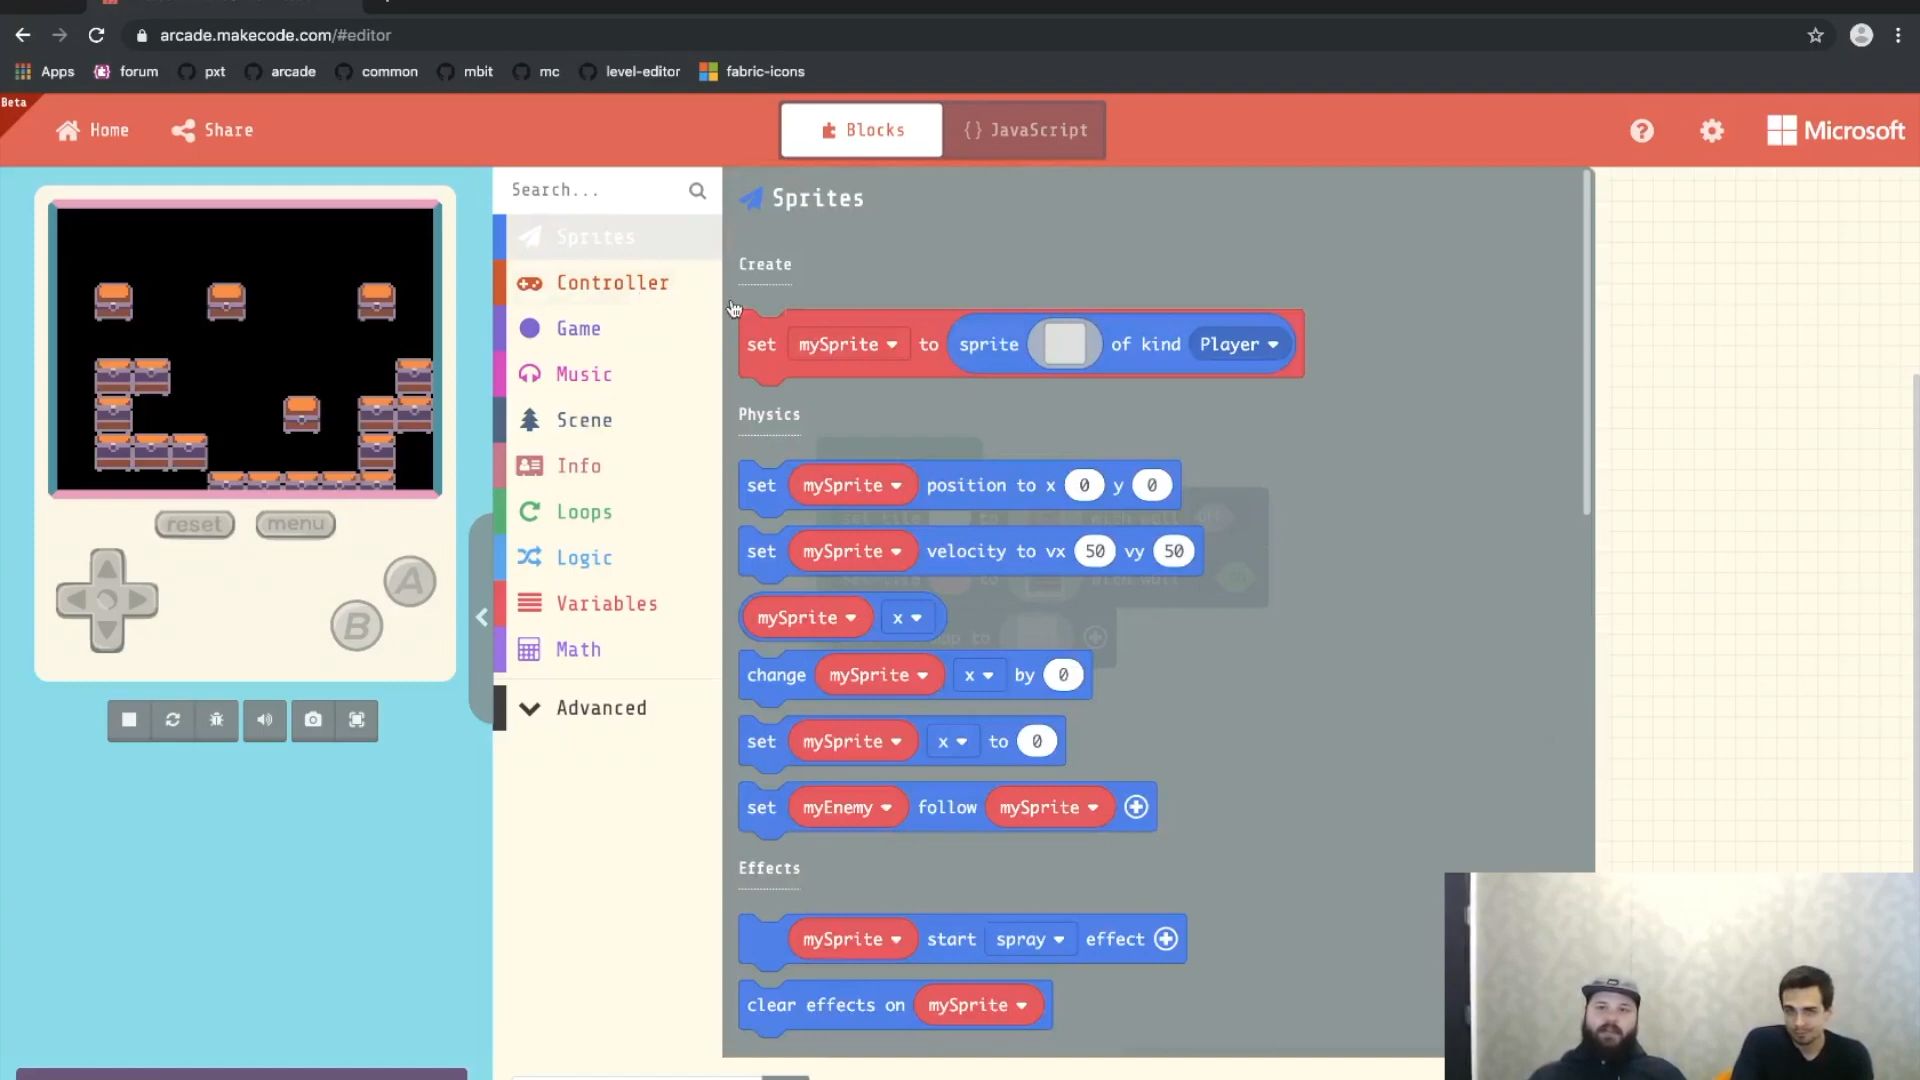 arcade.makecode.com/#editor
Apps forum pxt arcade common mbit mc level-editor fabric-icons
Beta
Home Share Blocks {} JavaScript Microsoft
Search...
Sprites
Controller
Game
Music
Scene
Info
Loops
Logic
Variables
Math
Advanced
reset menu
A
B
Sprites
Create
set mySprite to sprite of kind Player
Physics
set mySprite position to x 0 y 0
set mySprite velocity to vx 50 vy 50
mySprite x
change mySprite x by 0
set mySprite x to 0
set myEnemy follow mySprite
Effects
mySprite start spray effect
clear effects on mySprite